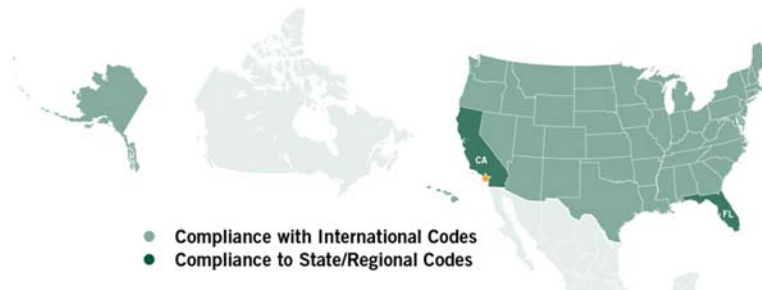 CA
FL
Compliance with International Codes
Compliance to State/Regional Codes